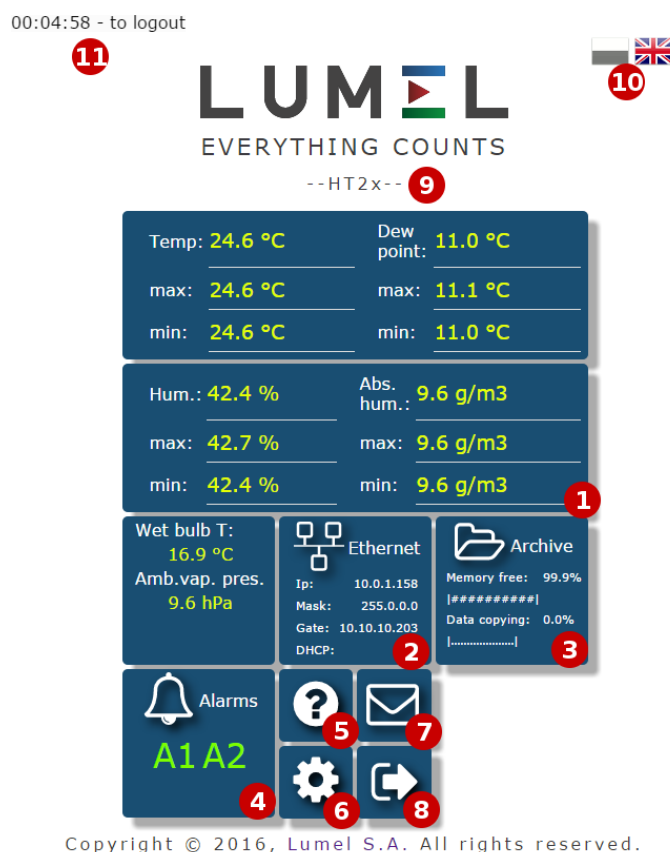 00:04:58 - to logout
11
10
LUMEL
EVERYTHING COUNTS
--HT2x-- 9
Temp: 24.6 °C Dew point: 11.0 °C
max: 24.6 °C max: 11.1 °C
min: 24.6 °C min: 11.0 °C
Hum.: 42.4 % Abs. hum.: 9.6 g/m3
max: 42.7 % max: 9.6 g/m3
min: 42.4 % min: 9.6 g/m3
1
Wet bulb T:
16.9 °C
Amb.vap. pres.
9.6 hPa
Ethernet
Ip: 10.0.1.158
Mask: 255.0.0.0
Gate: 10.10.10.203
DHCP:
2
Archive
Memory free: 99.9%
|##########|
Data copying: 0.0%
|...................|
3
Alarms
A1 A2
4
?
5
7
6
8
Copyright © 2016, Lumel S.A. All rights reserved.